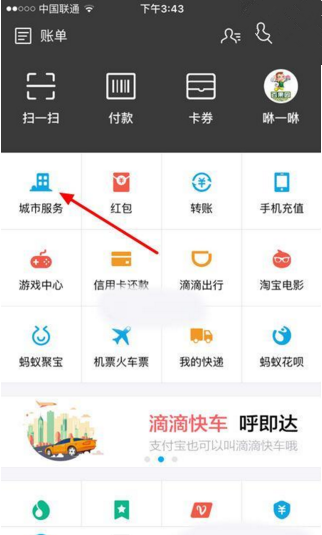 中国联通 下午3:43
账单
扫一扫 付款 卡券 咻一咻
城市服务 红包 转账 手机充值
游戏中心 信用卡还款 滴滴出行 淘宝电影
蚂蚁聚宝 机票火车票 我的快递 蚂蚁花呗
滴滴快车 呼即达
支付宝也可以叫滴滴快车哦